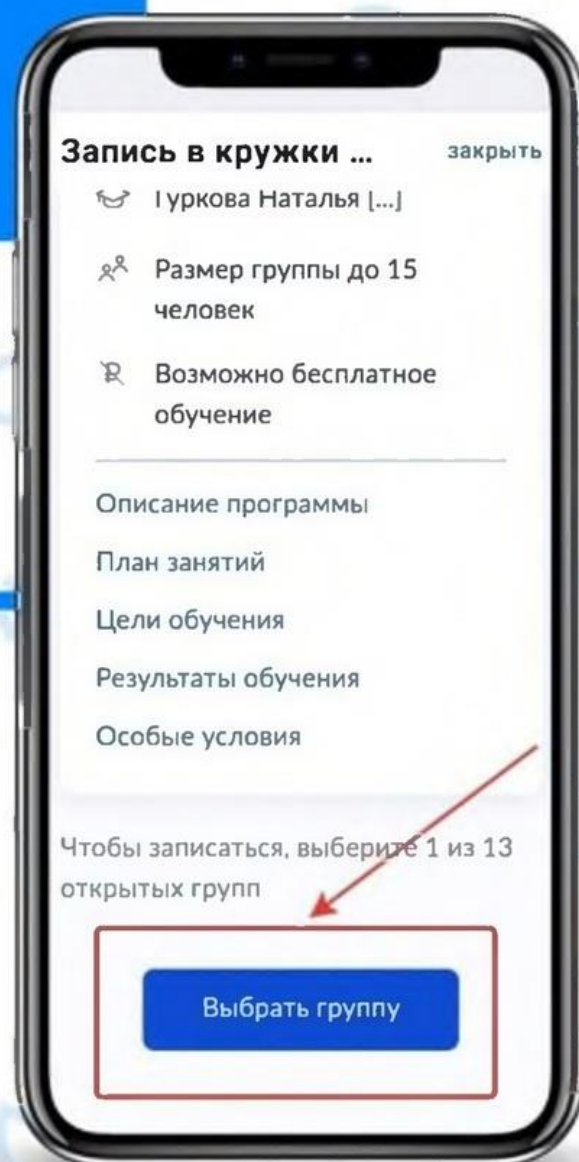 Запись в кружки ...
закрыть
Гуркова Наталья [...]
Размер группы до 15
человек
Возможно бесплатное
обучение
Описание программы
План занятий
Цели обучения
Результаты обучения
Особые условия
Чтобы записаться, выберите 1 из 13
открытых групп
Выбрать группу